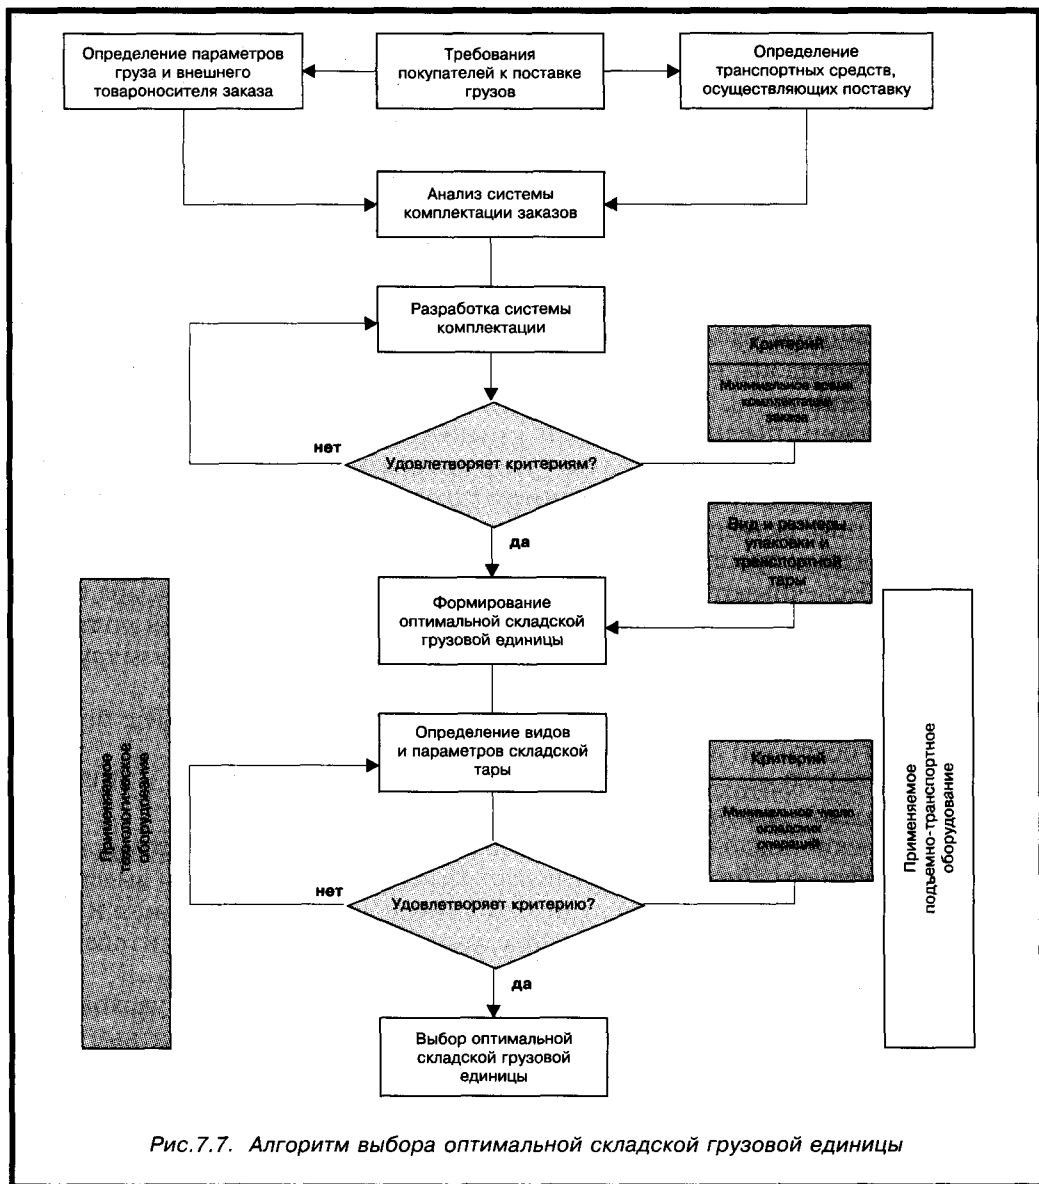 Определение параметров
груза и внешнего
товароносителя заказа
Требования
покупателей к поставке
грузов
Определение
транспортных средств,
осуществляющих поставку
Анализ системы
комплектации заказов
Разработка системы
комплектации
Критерий
Минимальное время
комплектации
заказа
нет
Удовлетворяет критериям?
да
Вид и размеры
упаковки и
транспортной
тары
Формирование
оптимальной складской
грузовой единицы
Применяемое
технологическое
оборудование
Применяемое
подъемно-транспортное
оборудование
Определение видов
и параметров складской
тары
Критерий
Минимальное число
складских
операций
нет
Удовлетворяет критерию?
да
Выбор оптимальной
складской грузовой
единицы
Рис.7.7. Алгоритм выбора оптимальной складской грузовой единицы